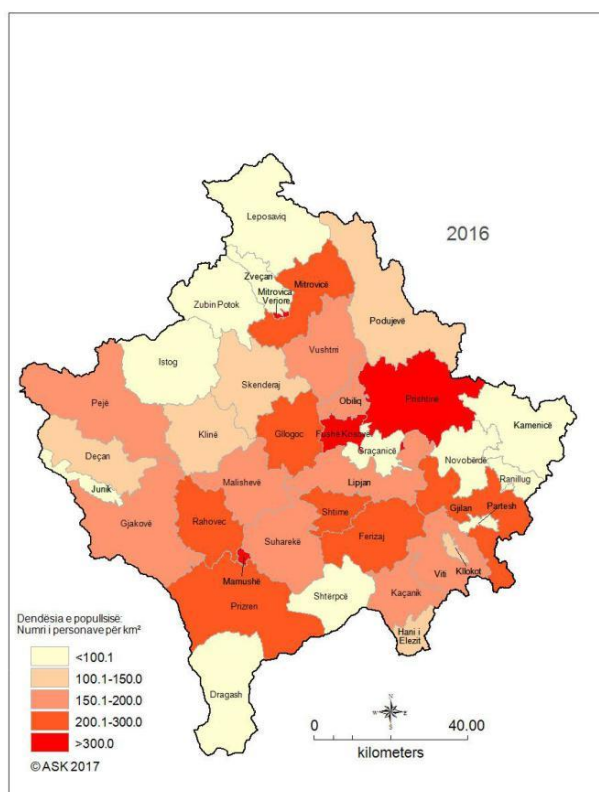 Leposaviq
2016
Zveçan
Mitrovicë
Mitrovica
Veriore
Zubin Potok
Podujevë
Vushtrri
Istog
Skenderaj
Pejë
Obiliq
Prishtinë
Kamenicë
Klinë
Gllogoc
Fushë Kosovë
Graçanicë
Deçan
Novobërdë
Ranillug
Junik
Malishevë
Lipjan
Gjilan
Partesh
Gjakovë
Rahovec
Shtime
Ferizaj
Suharekë
Viti
Kllokot
Mamushë
Kaçanik
Prizren
Shtërpcë
Hani i
Elezit
Dragash
Dendësia e popullsisë:
Numri i personave për km²
<100.1
100.1-150.0
150.1-200.0
200.1-300.0
>300.0
© ASK 2017
0 40.00
kilometers